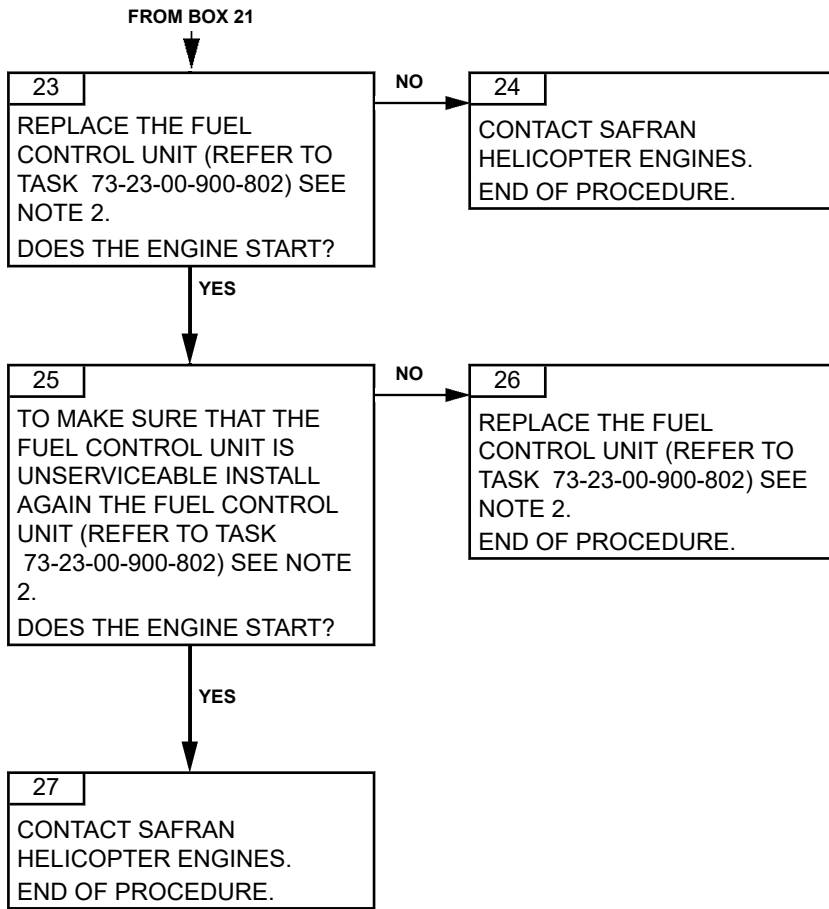 FROM BOX 21
23
REPLACE THE FUEL
CONTROL UNIT (REFER TO
TASK 73-23-00-900-802) SEE
NOTE 2.
DOES THE ENGINE START?
NO
24
CONTACT SAFRAN
HELICOPTER ENGINES.
END OF PROCEDURE.
YES
25
TO MAKE SURE THAT THE
FUEL CONTROL UNIT IS
UNSERVICEABLE INSTALL
AGAIN THE FUEL CONTROL
UNIT (REFER TO TASK
73-23-00-900-802) SEE NOTE
2.
DOES THE ENGINE START?
NO
26
REPLACE THE FUEL
CONTROL UNIT (REFER TO
TASK 73-23-00-900-802) SEE
NOTE 2.
END OF PROCEDURE.
YES
27
CONTACT SAFRAN
HELICOPTER ENGINES.
END OF PROCEDURE.